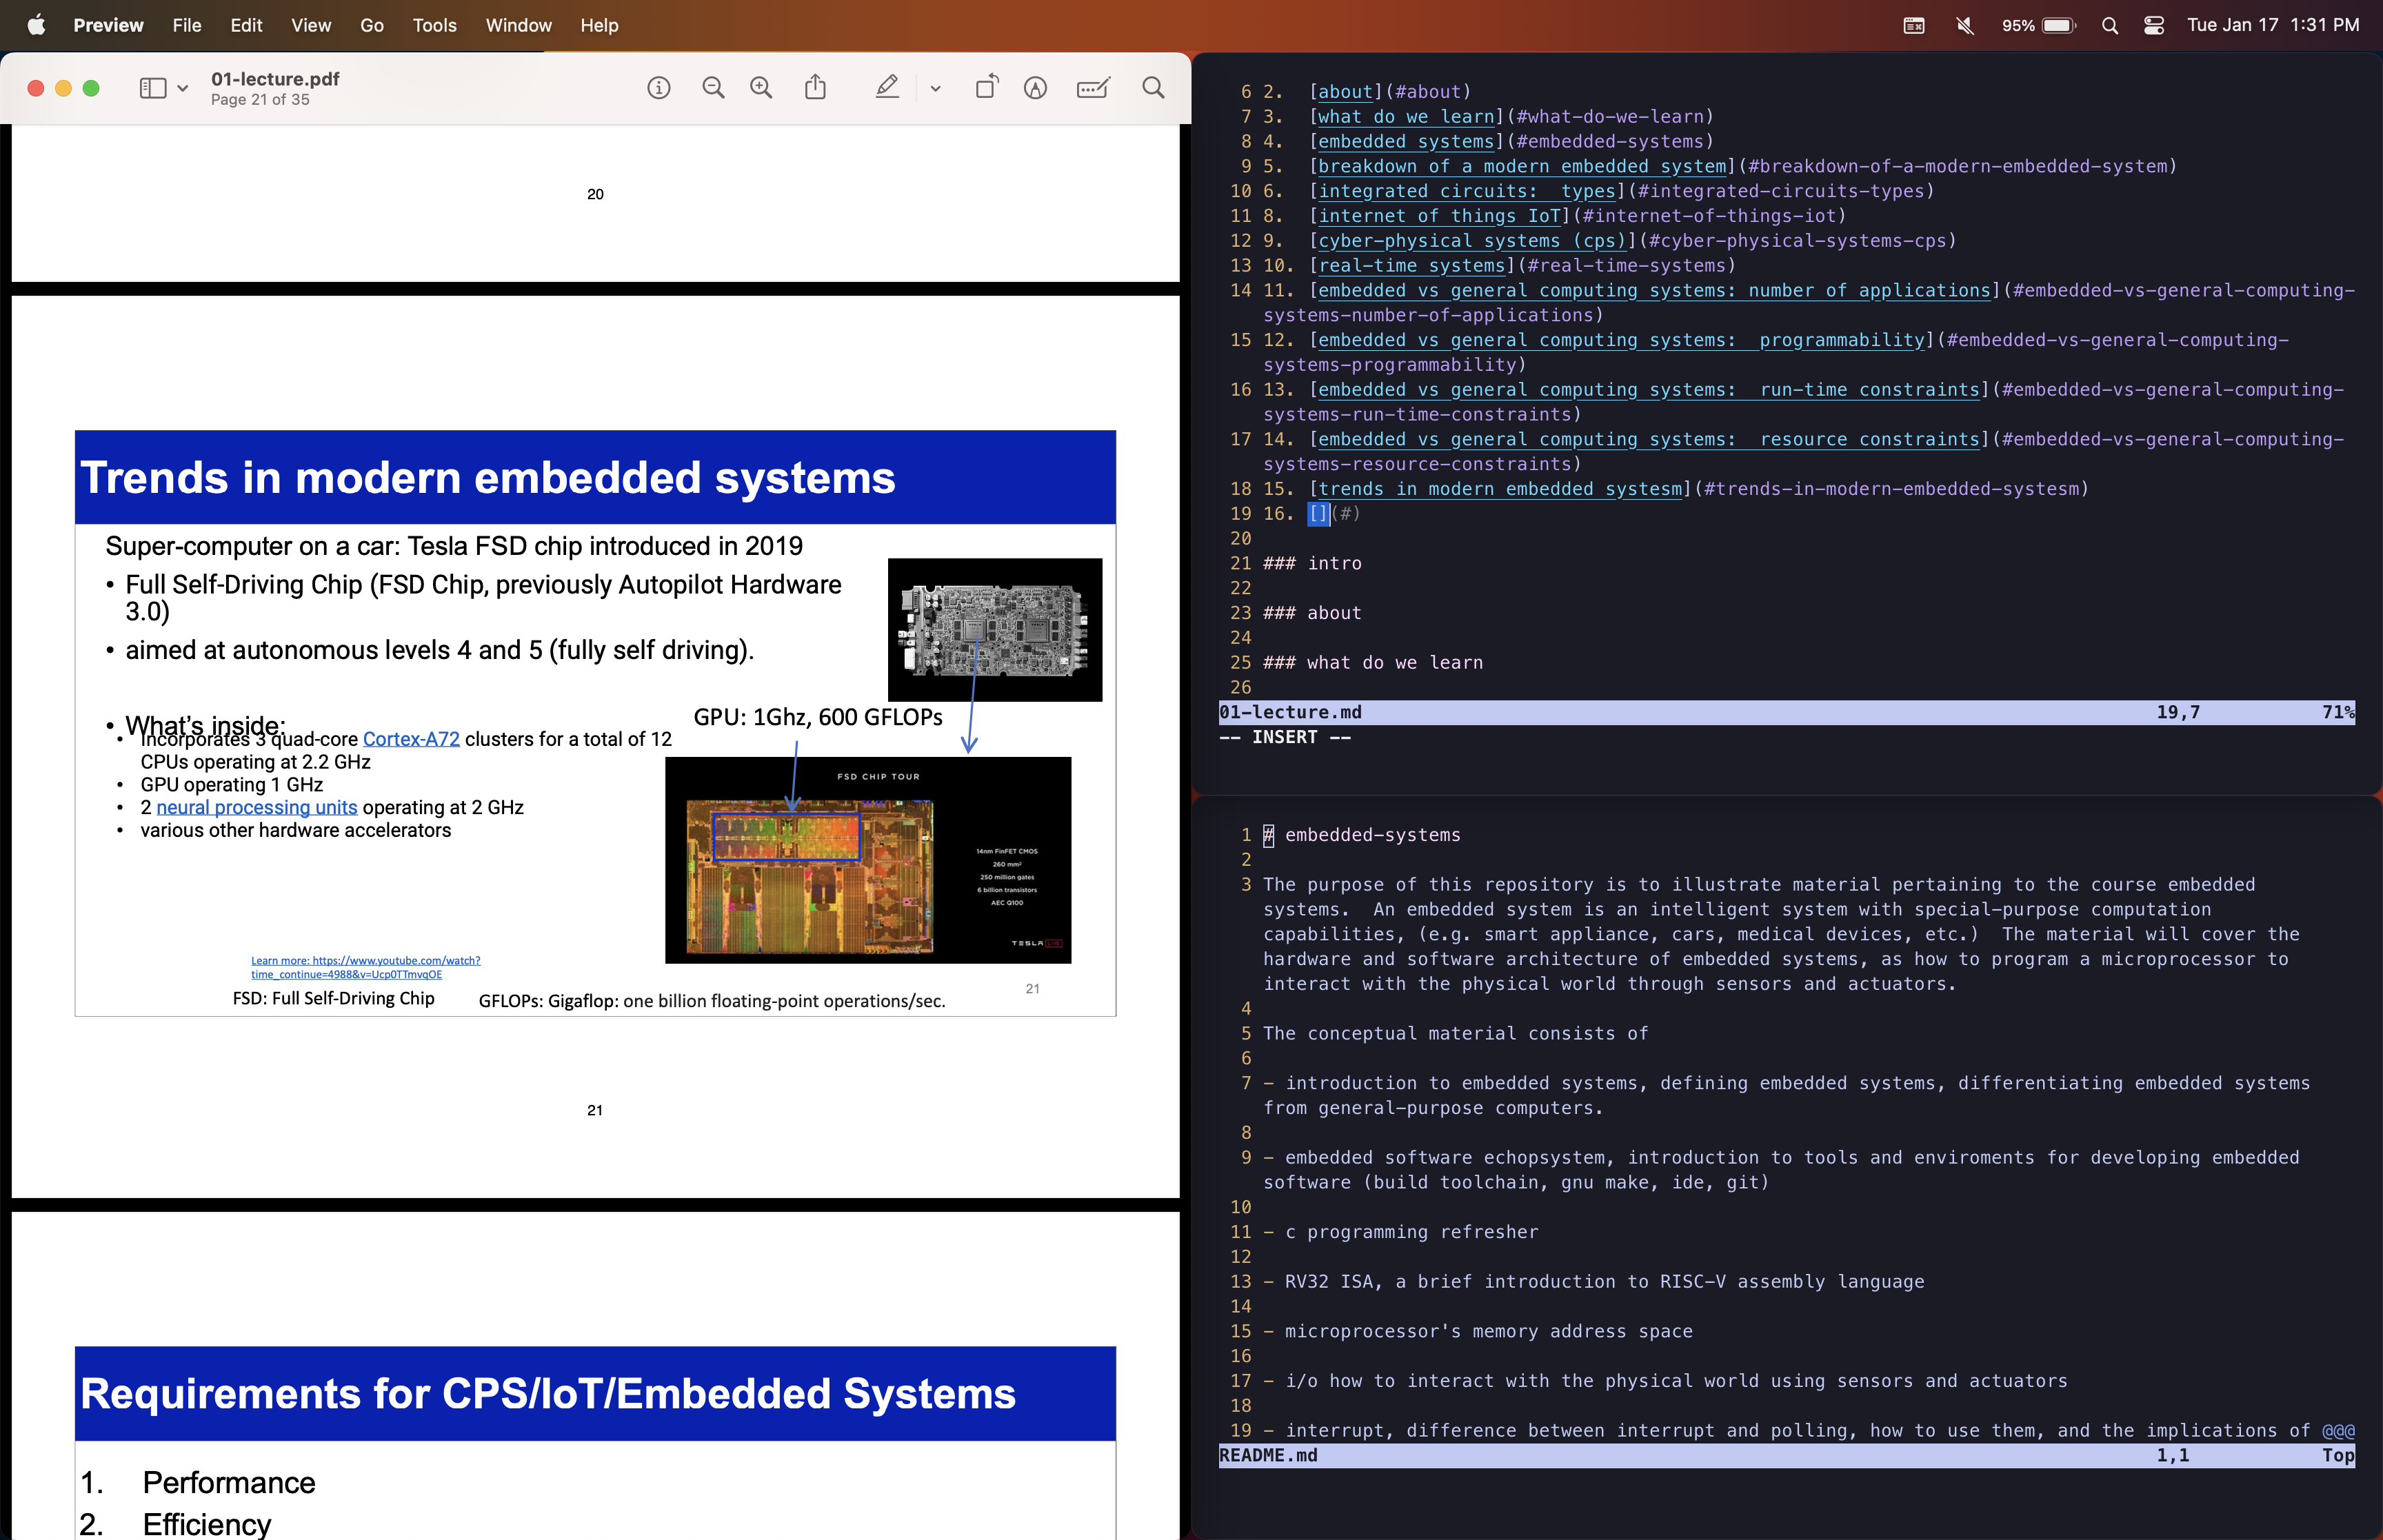 Preview File Edit View Go Tools Window Help
95% Tue Jan 17 1:31 PM
01-lecture.pdf
Page 21 of 35
20
Trends in modern embedded systems
Super-computer on a car: Tesla FSD chip introduced in 2019
• Full Self-Driving Chip (FSD Chip, previously Autopilot Hardware
3.0)
• aimed at autonomous levels 4 and 5 (fully self driving).
• What's inside:
• Incorporates 3 quad-core Cortex-A72 clusters for a total of 12
CPUs operating at 2.2 GHz
• GPU operating 1 GHz
• 2 neural processing units operating at 2 GHz
• various other hardware accelerators
GPU: 1Ghz, 600 GFLOPs
FSD CHIP TOUR
14nm FinFET CMOS
260 mm²
250 million gates
6 billion transistors
AEC Q100
TESLA LIVE
Learn more: https://www.youtube.com/watch?
time_continue=4988&v=Ucp0TTmvqOE
FSD: Full Self-Driving Chip
GFLOPs: Gigaflop: one billion floating-point operations/sec.
21
21
Requirements for CPS/IoT/Embedded Systems
1. Performance
2. Efficiency
6 2. [about](#about)
7 3. [what do we learn](#what-do-we-learn)
8 4. [embedded systems](#embedded-systems)
9 5. [breakdown of a modern embedded system](#breakdown-of-a-modern-embedded-system)
10 6. [integrated circuits:  types](#integrated-circuits-types)
11 8. [internet of things IoT](#internet-of-things-iot)
12 9. [cyber-physical systems (cps)](#cyber-physical-systems-cps)
13 10. [real-time systems](#real-time-systems)
14 11. [embedded vs general computing systems: number of applications](#embedded-vs-general-computing-
systems-number-of-applications)
15 12. [embedded vs general computing systems:  programmability](#embedded-vs-general-computing-
systems-programmability)
16 13. [embedded vs general computing systems:  run-time constraints](#embedded-vs-general-computing-
systems-run-time-constraints)
17 14. [embedded vs general computing systems:  resource constraints](#embedded-vs-general-computing-
systems-resource-constraints)
18 15. [trends in modern embedded systesm](#trends-in-modern-embedded-systesm)
19 16. [](#)
20
21 ### intro
22
23 ### about
24
25 ### what do we learn
26
01-lecture.md 19,7 71%
-- INSERT --
1 # embedded-systems
2
3 The purpose of this repository is to illustrate material pertaining to the course embedded
systems.  An embedded system is an intelligent system with special-purpose computation
capabilities, (e.g. smart appliance, cars, medical devices, etc.)  The material will cover the
hardware and software architecture of embedded systems, as how to program a microprocessor to
interact with the physical world through sensors and actuators.
4
5 The conceptual material consists of
6
7 - introduction to embedded systems, defining embedded systems, differentiating embedded systems
from general-purpose computers.
8
9 - embedded software echopsystem, introduction to tools and enviroments for developing embedded
software (build toolchain, gnu make, ide, git)
10
11 - c programming refresher
12
13 - RV32 ISA, a brief introduction to RISC-V assembly language
14
15 - microprocessor's memory address space
16
17 - i/o how to interact with the physical world using sensors and actuators
18
19 - interrupt, difference between interrupt and polling, how to use them, and the implications of @@@
README.md 1,1 Top